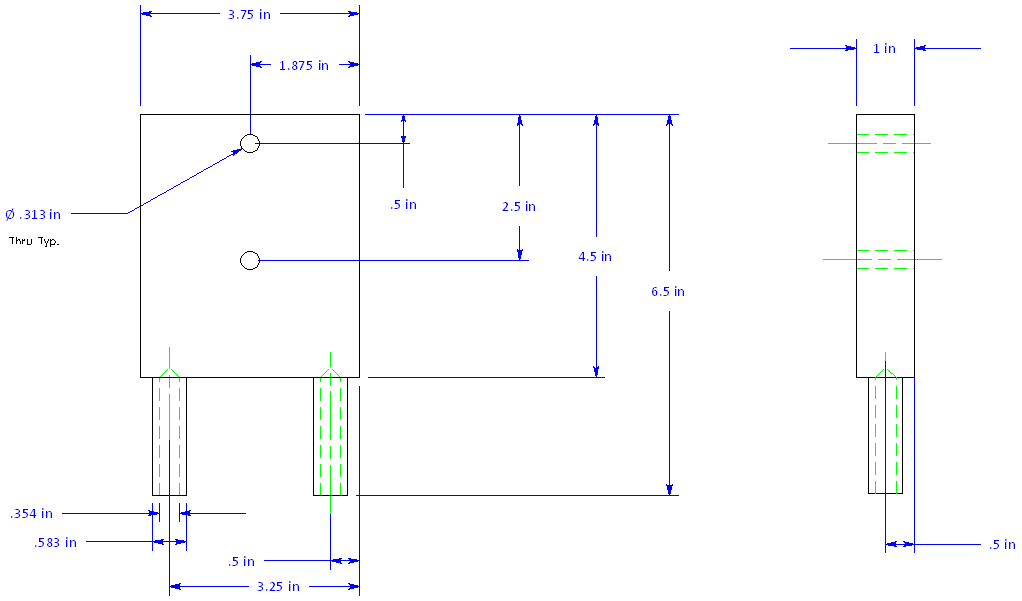 3.75 in
1 in
1.875 in
.5 in
2.5 in
Ø .313 in
Thru Typ.
4.5 in
6.5 in
.354 in
.583 in
.5 in
.5 in
3.25 in